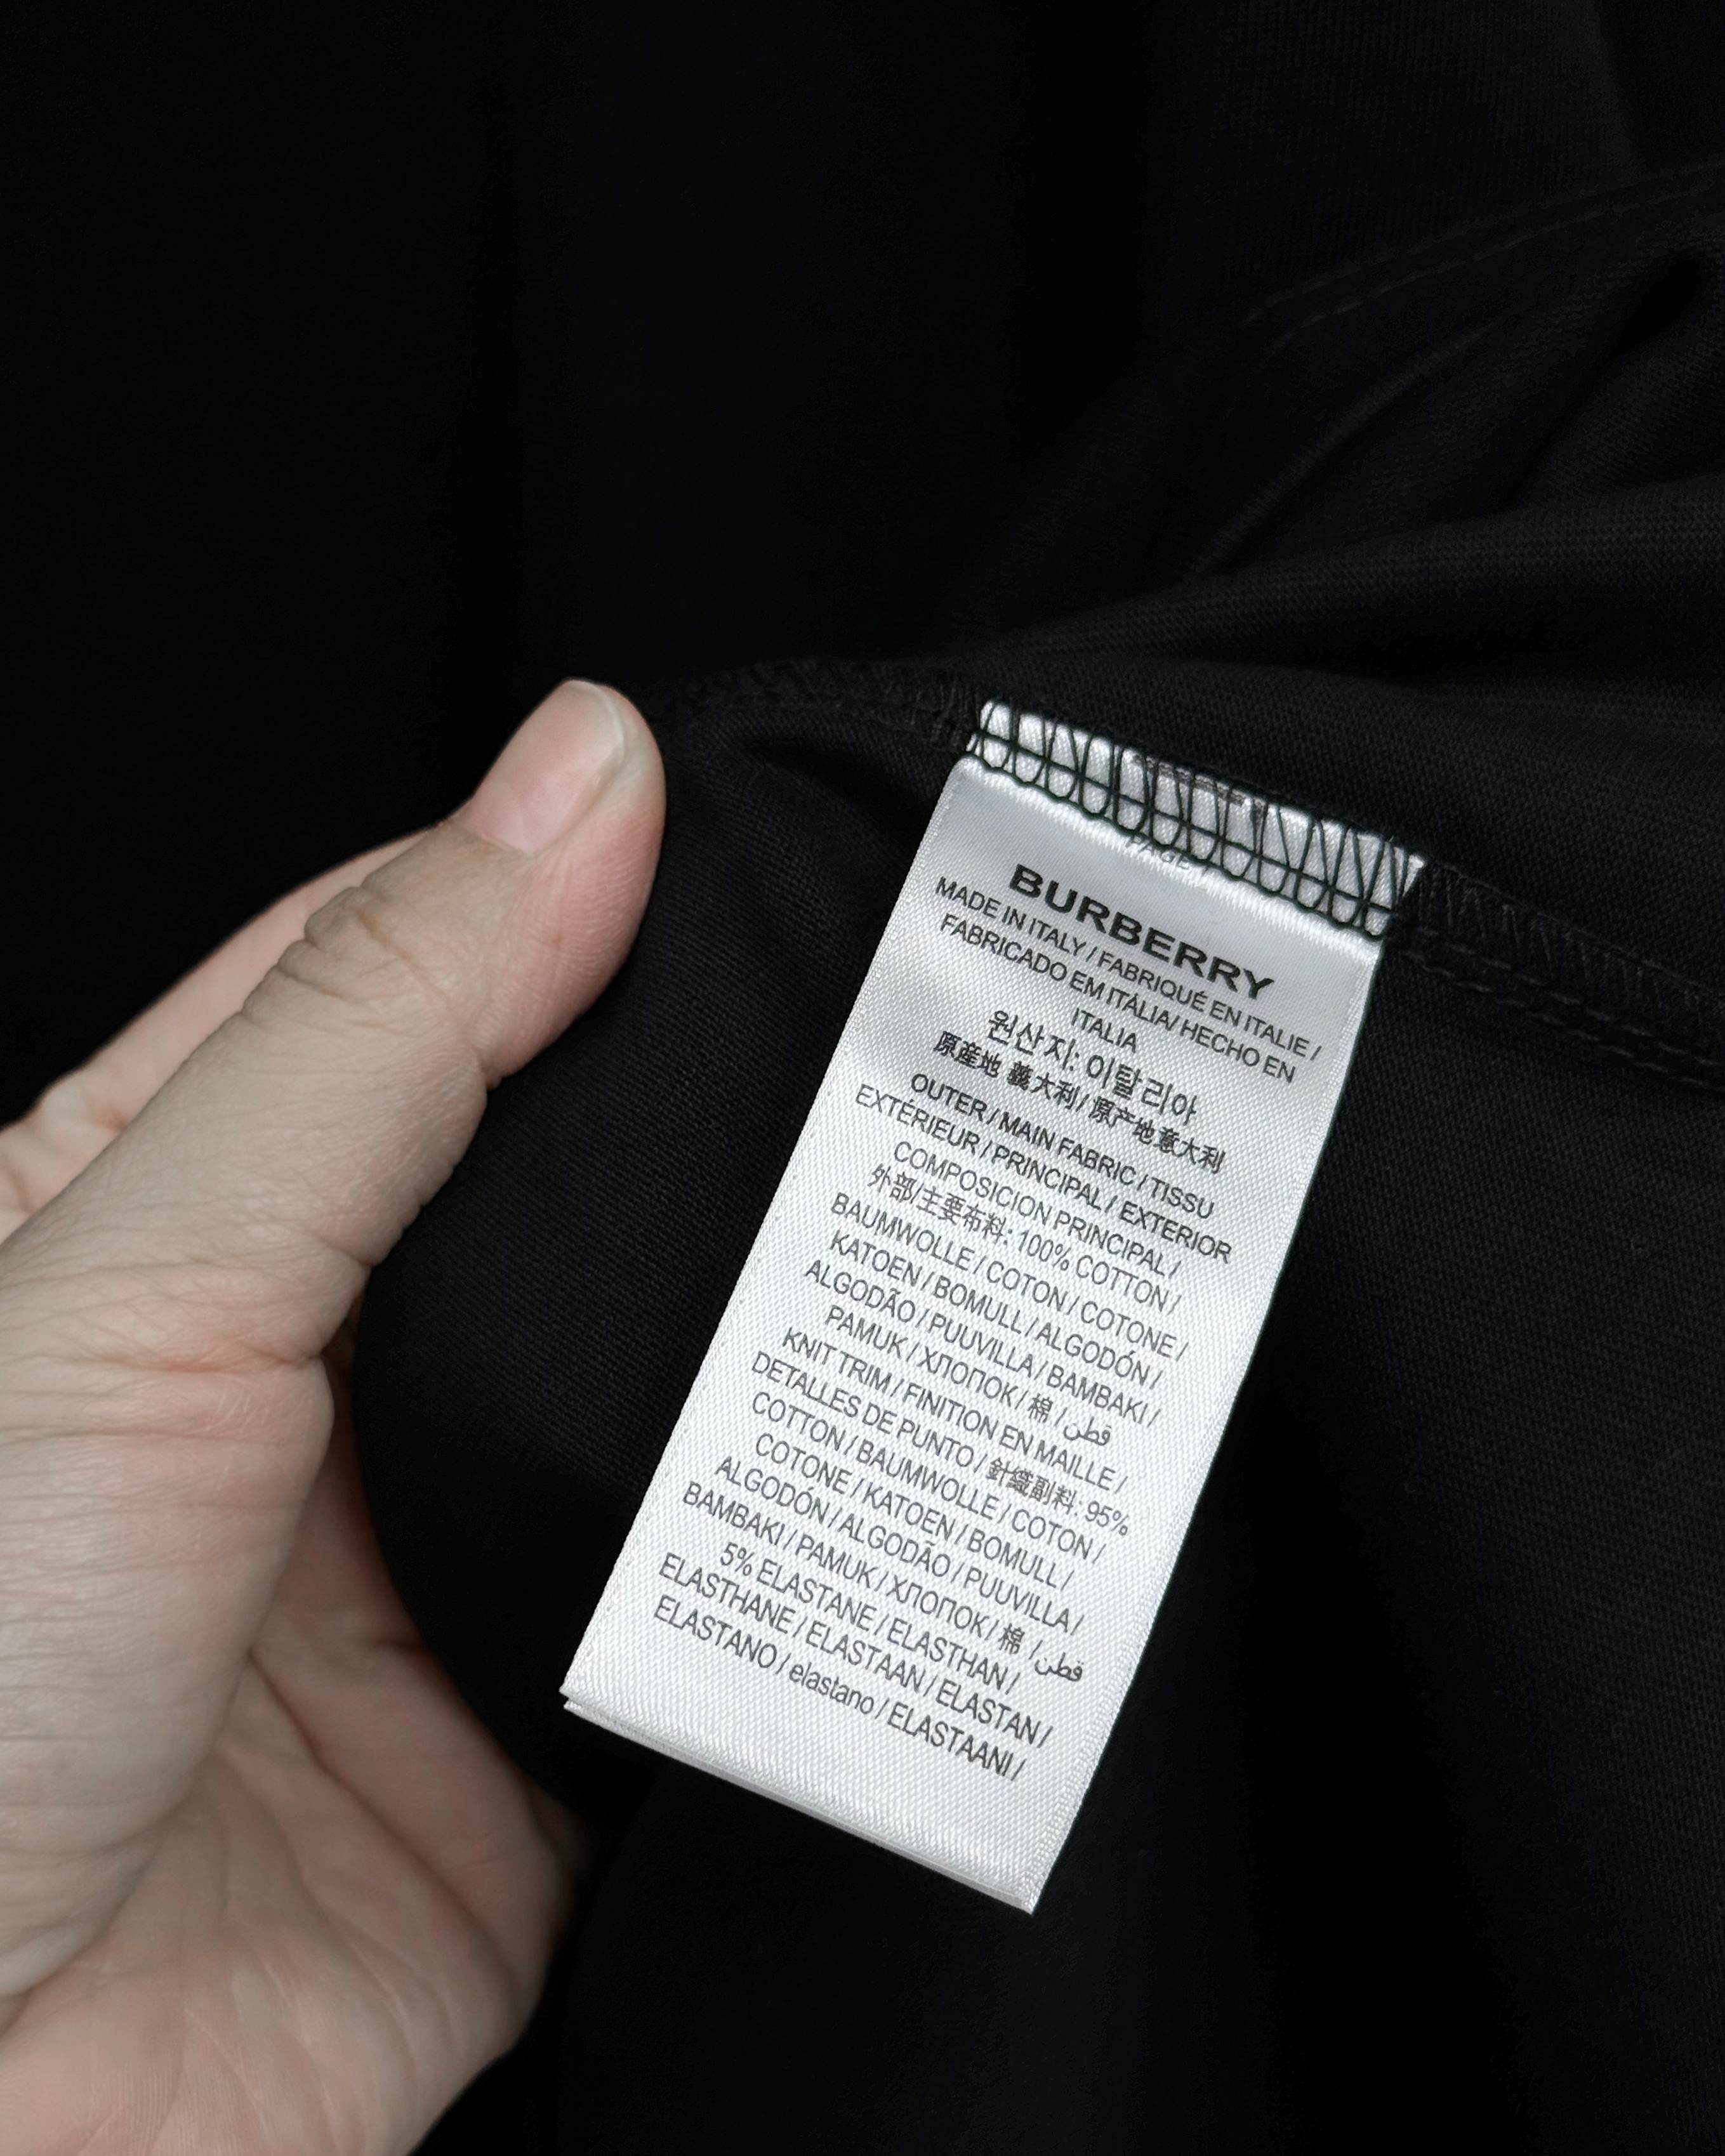 PAGE 1
BURBERRY
MADE IN ITALY / FABRIQUÉ EN ITALIE /
FABRICADO EM ITÁLIA/ HECHO EN
ITALIA
원산지: 이탈리아
原産地 義大利/ 原产地意大利
OUTER / MAIN FABRIC / TISSU
EXTÉRIEUR / PRINCIPAL / EXTERIOR
COMPOSICION PRINCIPAL /
外部/主要布料: 100% COTTON /
BAUMWOLLE / COTON / COTONE /
KATOEN / BOMULL / ALGODÓN /
ALGODÃO / PUUVILLA / BAMBAKI /
PAMUK / ХЛОПОК / 棉 / قطن
KNIT TRIM / FINITION EN MAILLE /
DETALLES DE PUNTO / 針織副料: 95%
COTTON / BAUMWOLLE / COTON /
COTONE / KATOEN / BOMULL /
ALGODÓN / ALGODÃO / PUUVILLA /
BAMBAKI / PAMUK / ХЛОПОК / 棉 / قطن
5% ELASTANE / ELASTHAN /
ELASTHANE / ELASTAAN / ELASTAN /
ELASTANO / elastano / ELASTAANI /